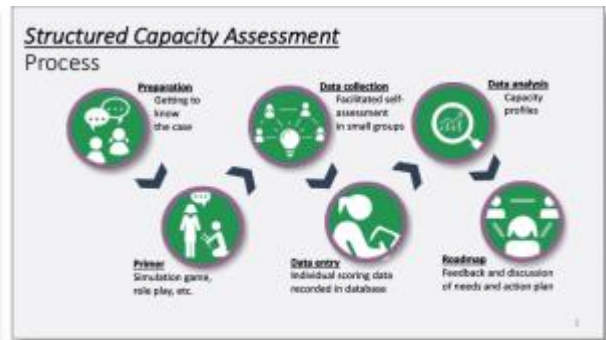 Structured Capacity Assessment
Process
Preparation
Getting to
know
the case
Primer
Simulation game,
role play, etc.
Data collection
Facilitated self-
assessment
in small groups
Data entry
Individual scoring data
recorded in database
Data analysis
Capacity
profiles
Roadmap
Feedback and discussion
of needs and action plan